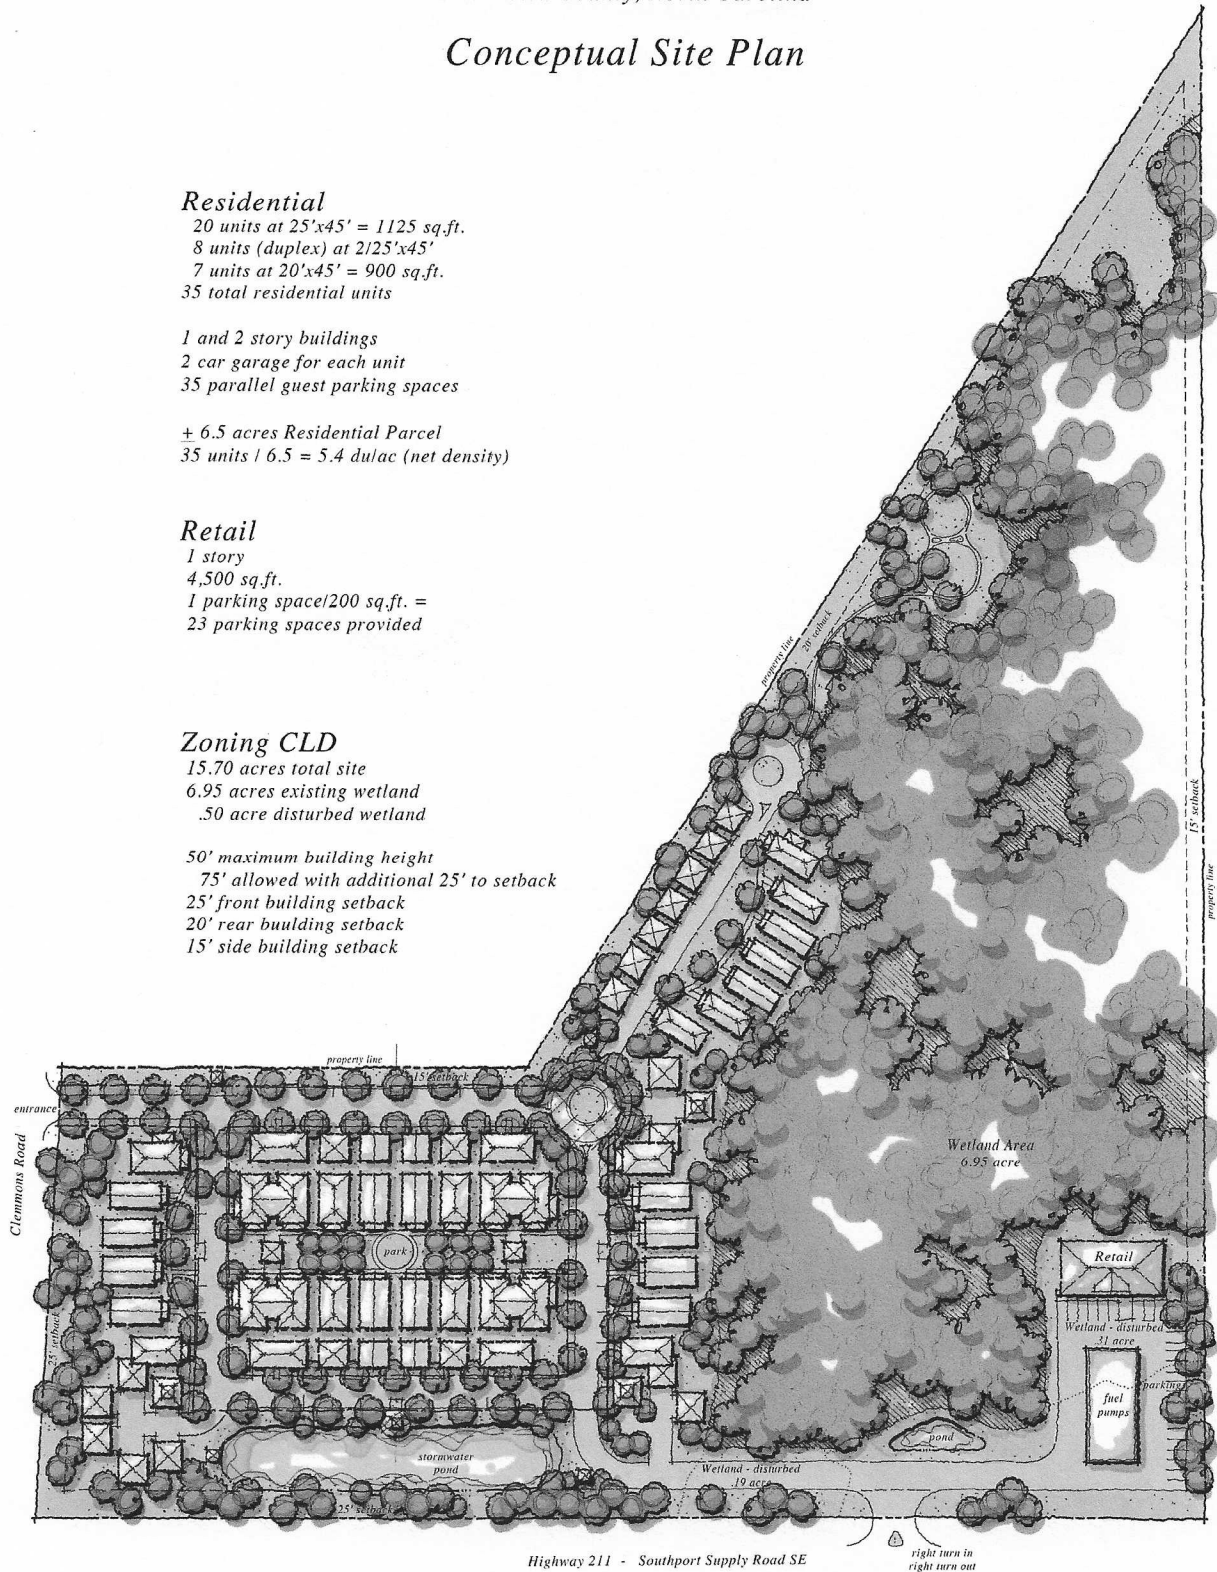 County, North Carolina
Conceptual Site Plan
Residential
20 units at 25'x45' = 1125 sq.ft.
8 units (duplex) at 2/25'x45'
7 units at 20'x45' = 900 sq.ft.
35 total residential units
1 and 2 story buildings
2 car garage for each unit
35 parallel guest parking spaces
± 6.5 acres Residential Parcel
35 units / 6.5 = 5.4 du/ac (net density)
Retail
1 story
4,500 sq.ft.
1 parking space/200 sq.ft. =
23 parking spaces provided
Zoning CLD
15.70 acres total site
6.95 acres existing wetland
.50 acre disturbed wetland
50' maximum building height
75' allowed with additional 25' to setback
25' front building setback
20' rear buulding setback
15' side building setback
property line
20' setback
15' setback
property line
property line
15' setback
entrance
Clemmons Road
Wetland Area
6.95 acre
park
Retail
Wetland - disturbed
.31 acre
25' setback
parking
fuel
pumps
pond
stormwater
pond
Wetland - disturbed
.19 acre
25' setback
right turn in
right turn out
Highway 211 - Southport Supply Road SE